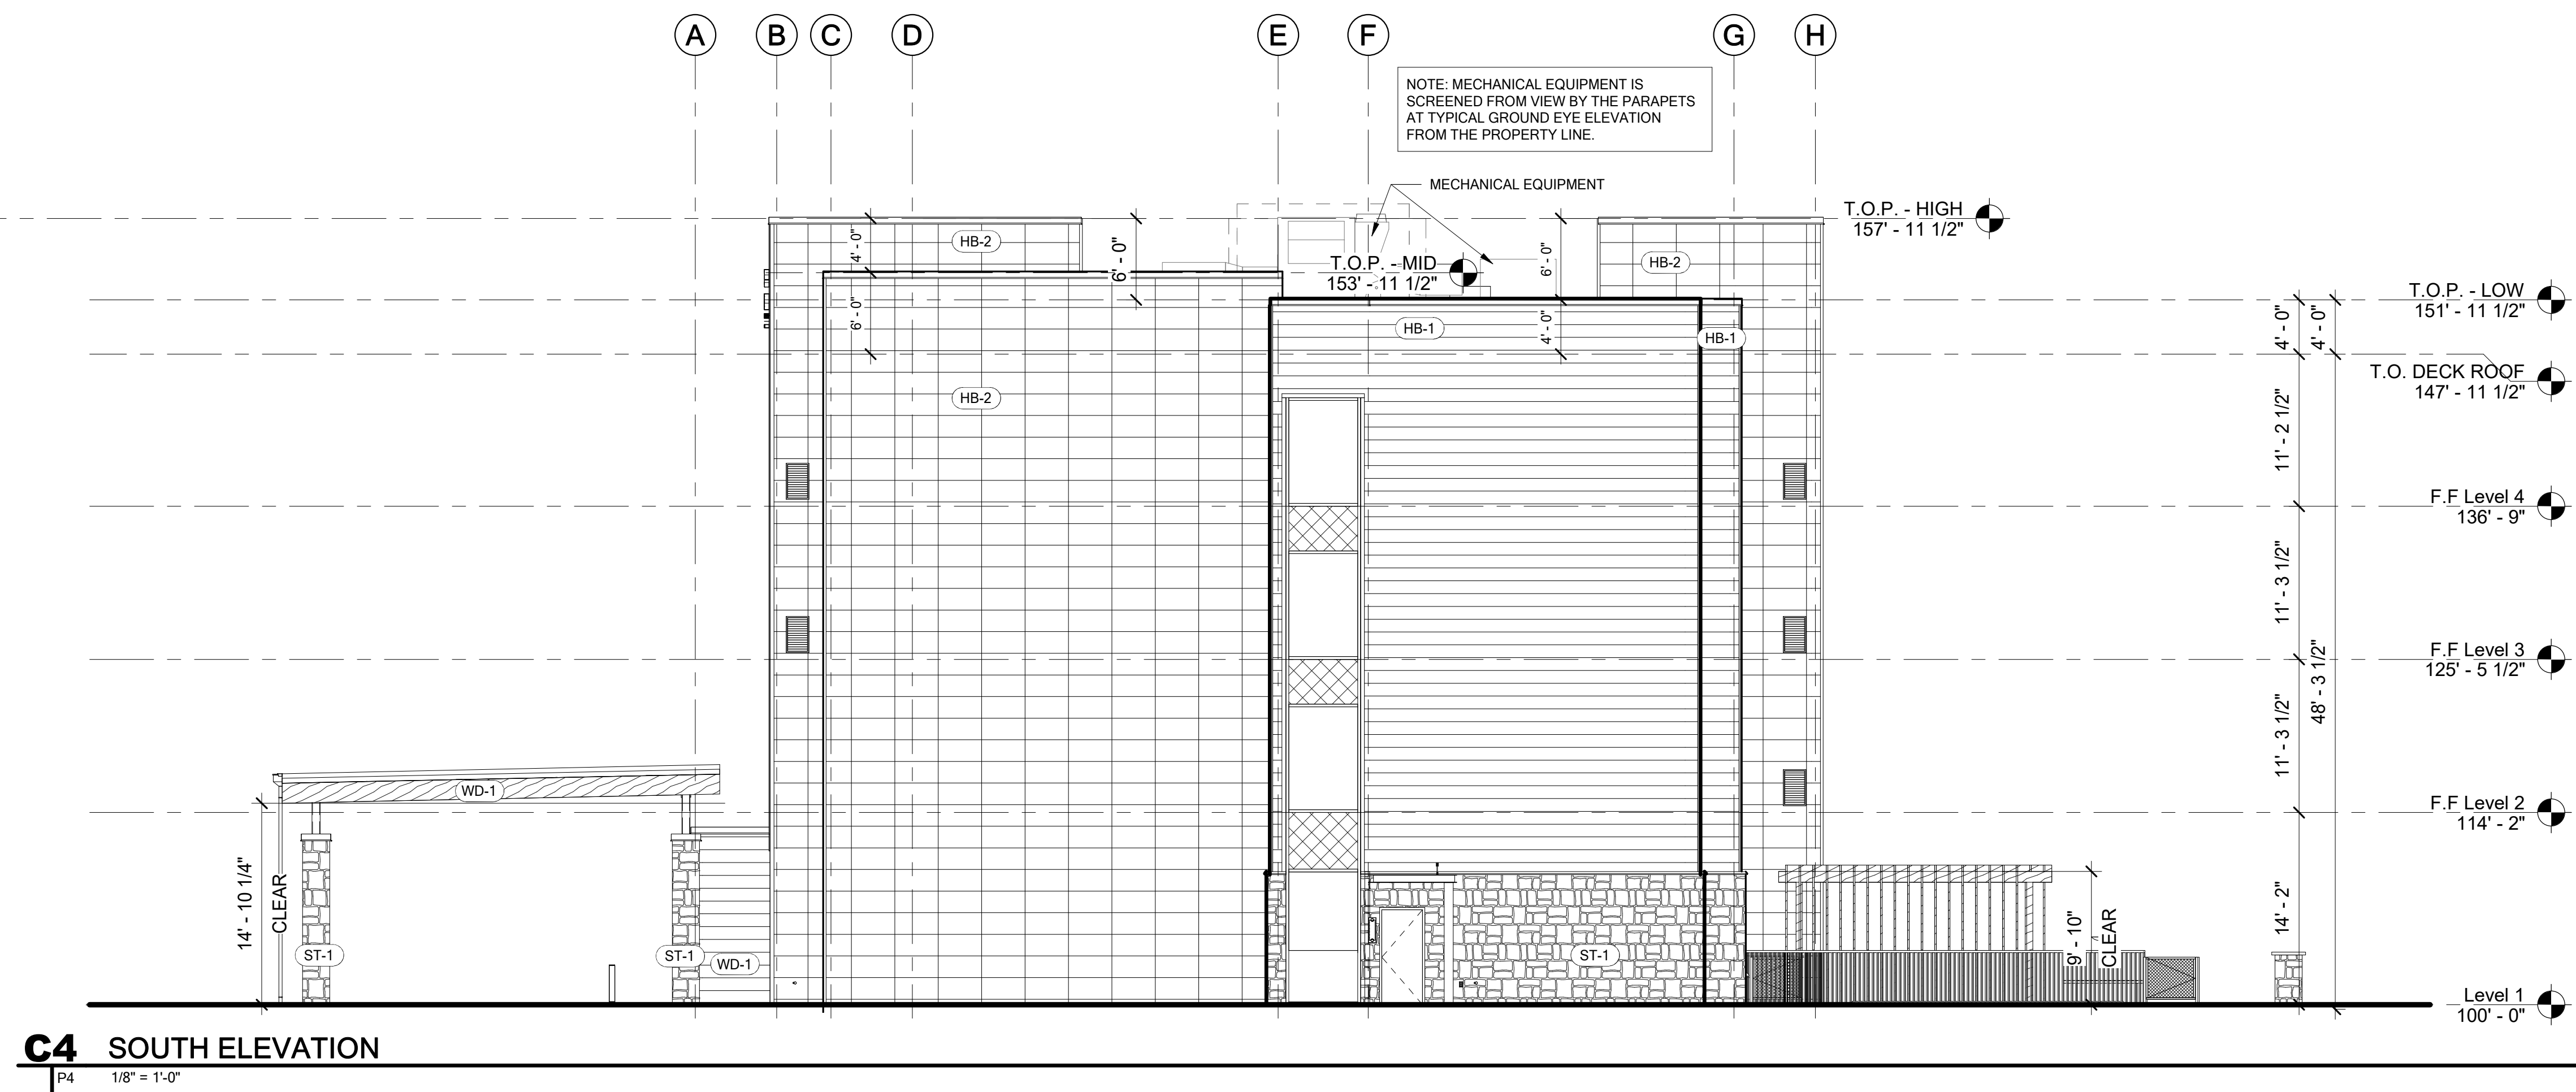 A
B
C
D
E
F
G
H
NOTE: MECHANICAL EQUIPMENT IS
SCREENED FROM VIEW BY THE PARAPETS
AT TYPICAL GROUND EYE ELEVATION
FROM THE PROPERTY LINE.
MECHANICAL EQUIPMENT
T.O.P. - HIGH
157' - 11 1/2"
4' - 0"
HB-2
6' - 0"
6' - 0"
HB-2
T.O.P. - MID
153' - 11 1/2"
T.O.P. - LOW
151' - 11 1/2"
6' - 0"
HB-1
4' - 0"
HB-1
4' - 0"
4' - 0"
T.O. DECK ROOF
147' - 11 1/2"
HB-2
11' - 2 1/2"
F.F Level 4
136' - 9"
11' - 3 1/2"
F.F Level 3
125' - 5 1/2"
48' - 3 1/2"
11' - 3 1/2"
WD-1
F.F Level 2
114' - 2"
14' - 10 1/4"
CLEAR
ST-1
ST-1
WD-1
ST-1
9' - 10"
CLEAR
14' - 2"
Level 1
100' - 0"
C4 SOUTH ELEVATION
P4 1/8" = 1'-0"